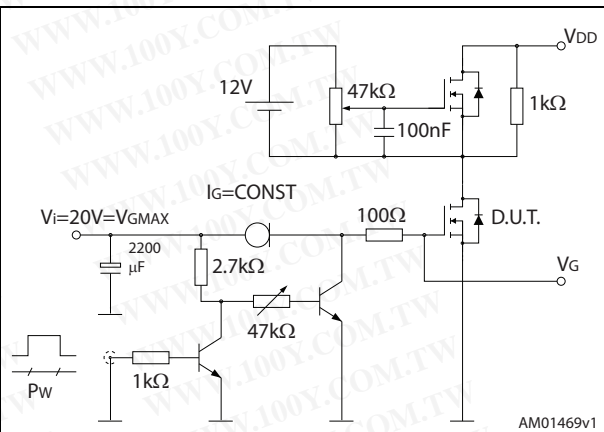 VDD
12V
47kΩ
1kΩ
100nF
IG=CONST
Vi=20V=VGMAX
100Ω
D.U.T.
2200
μF
2.7kΩ
VG
47kΩ
1kΩ
PW
AM01469v1
WWW.100Y.COM.TW